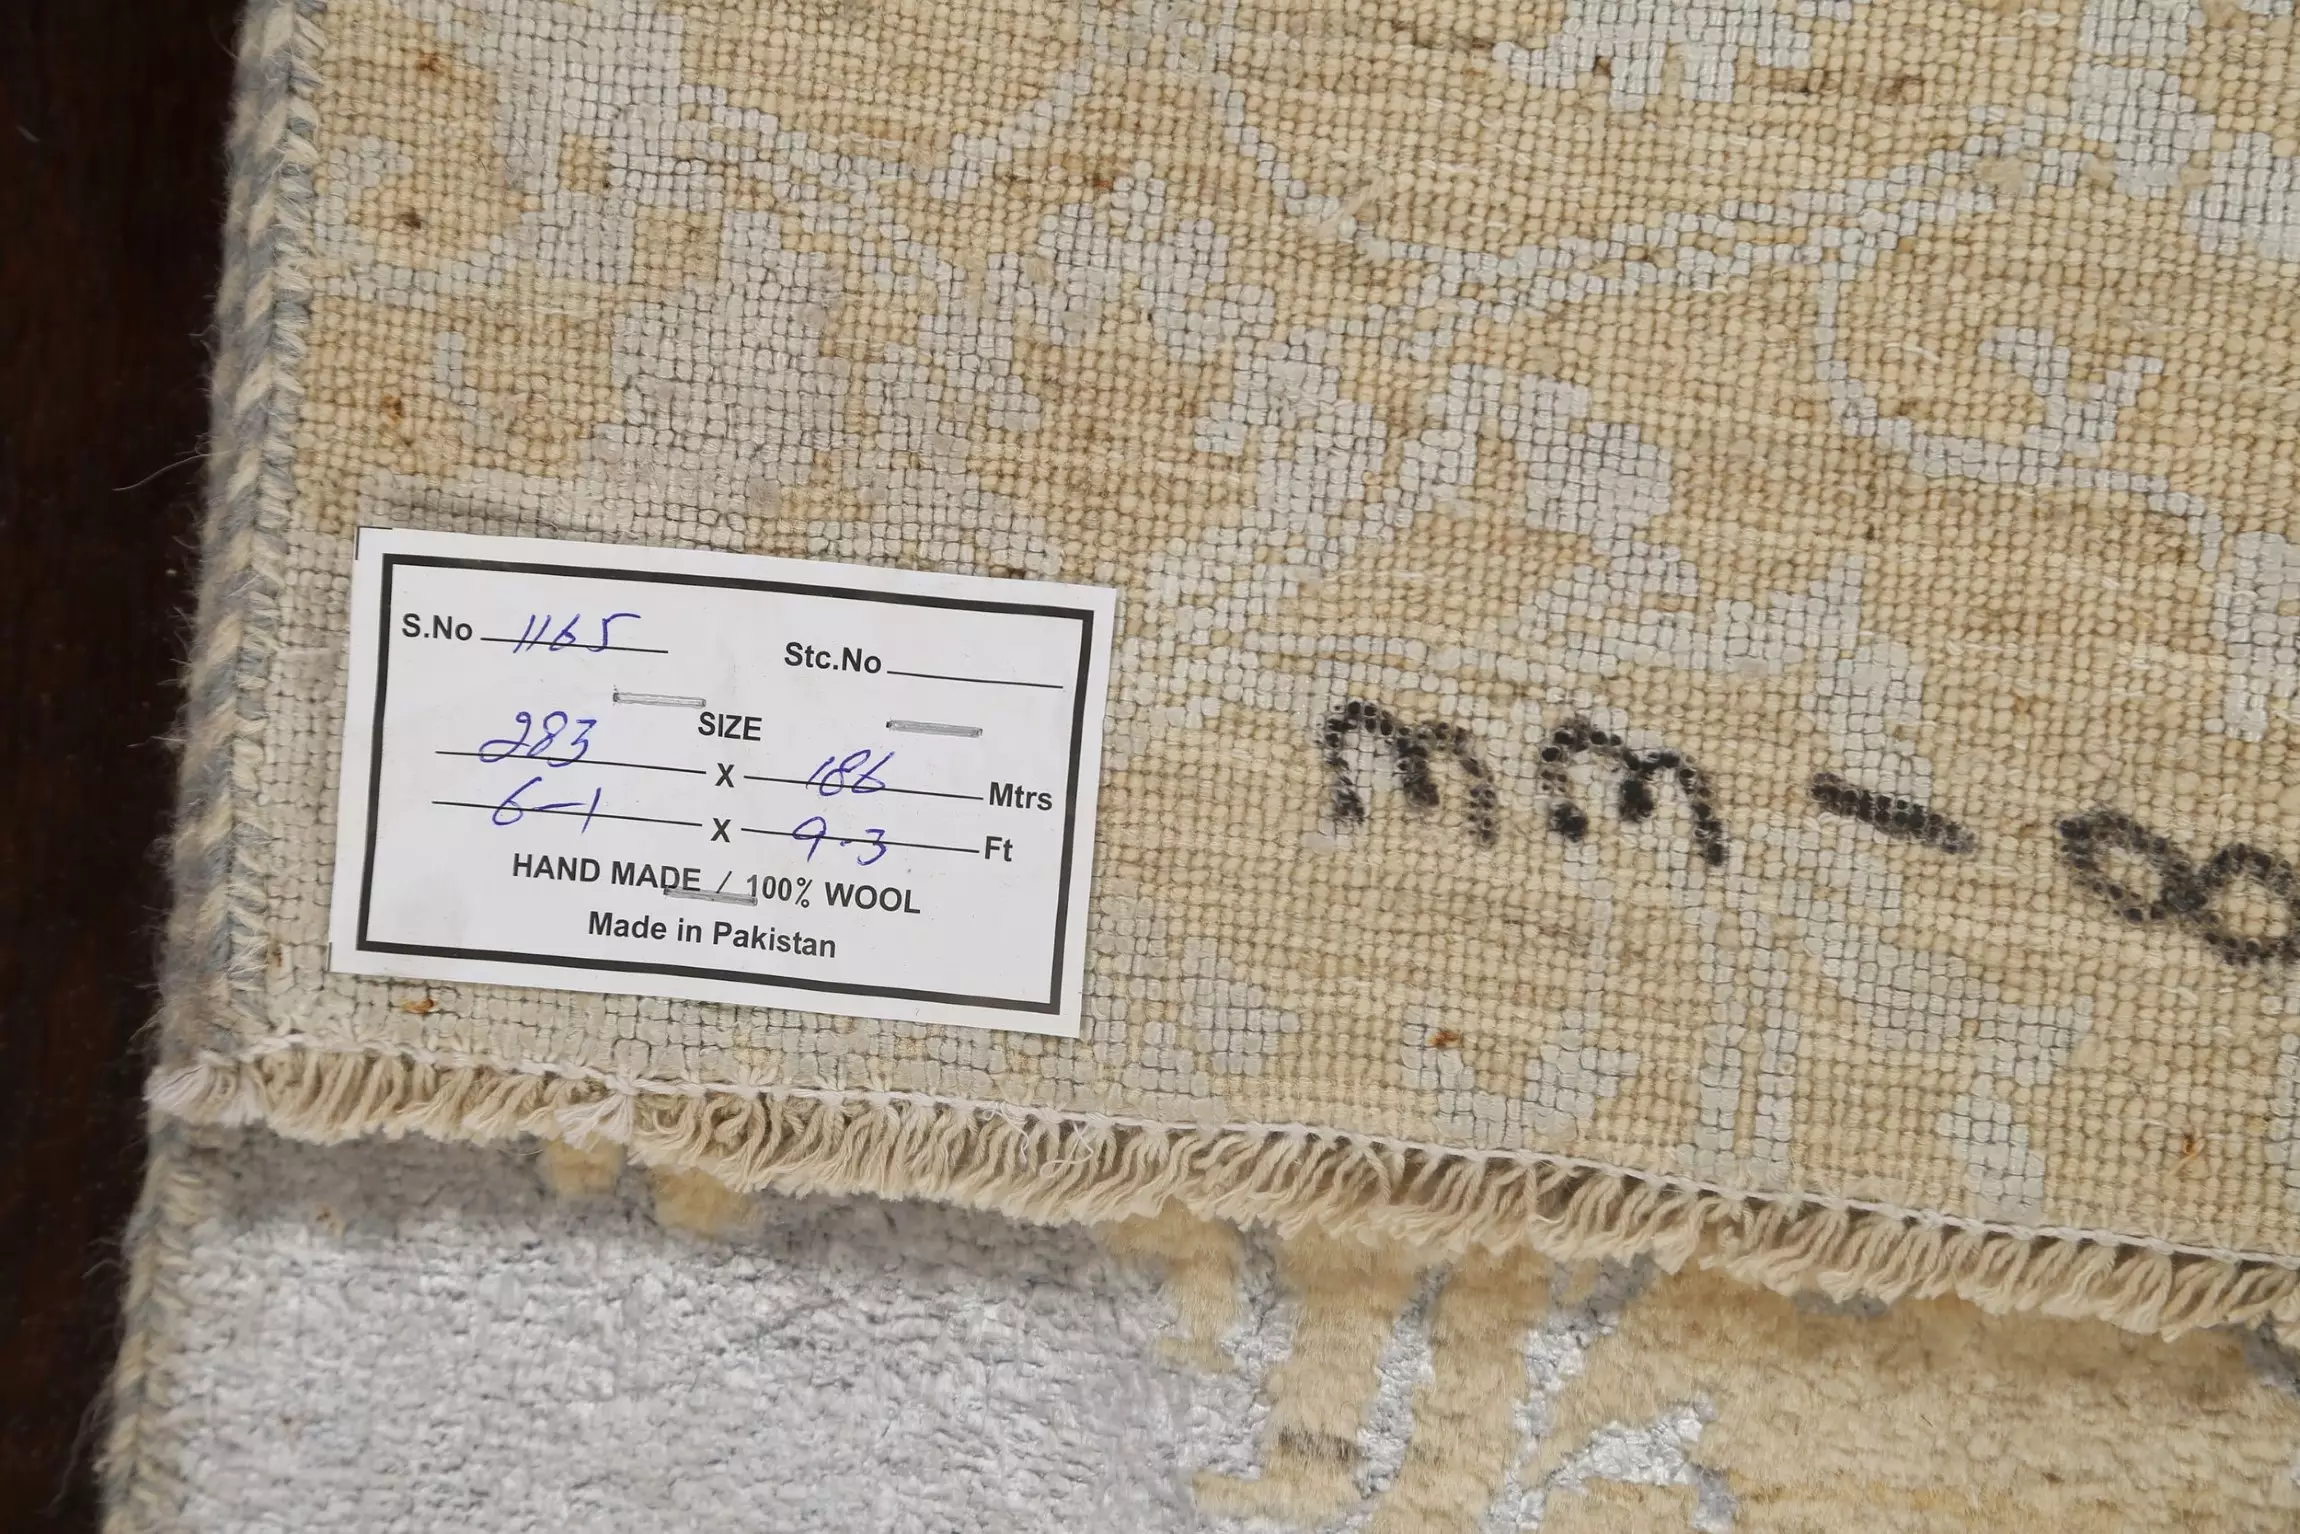 S.No 1165 Stc.No
SIZE
283 X 186 Mtrs
6-1 X 9.3 Ft
HAND MADE / 100% WOOL
Made in Pakistan
mm-8